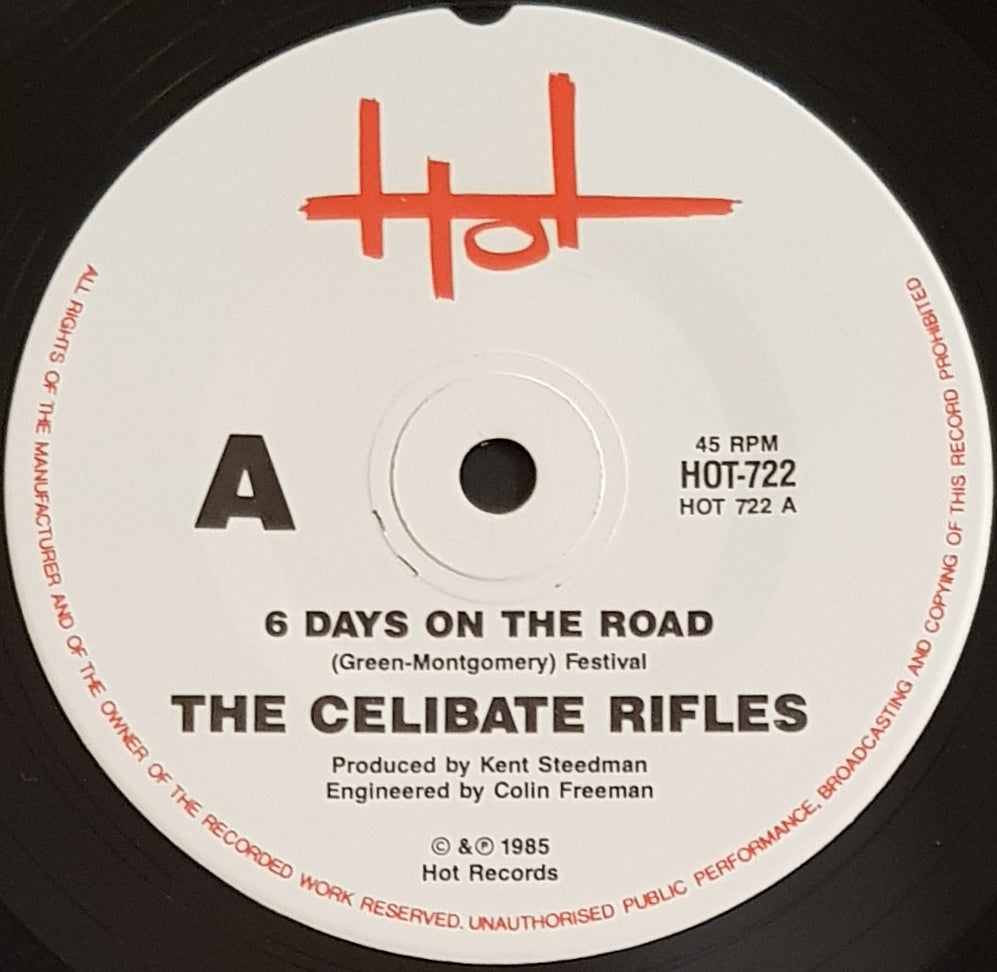 Hot
A
45 RPM
HOT-722
HOT 722 A
6 DAYS ON THE ROAD
(Green-Montgomery) Festival
THE CELIBATE RIFLES
Produced by Kent Steedman
Engineered by Colin Freeman
© & ℗ 1985
Hot Records
ALL RIGHTS OF THE MANUFACTURER AND OF THE OWNER OF THE RECORDED WORK RESERVED. UNAUTHORISED PUBLIC PERFORMANCE, BROADCASTING AND COPYING OF THIS RECORD PROHIBITED